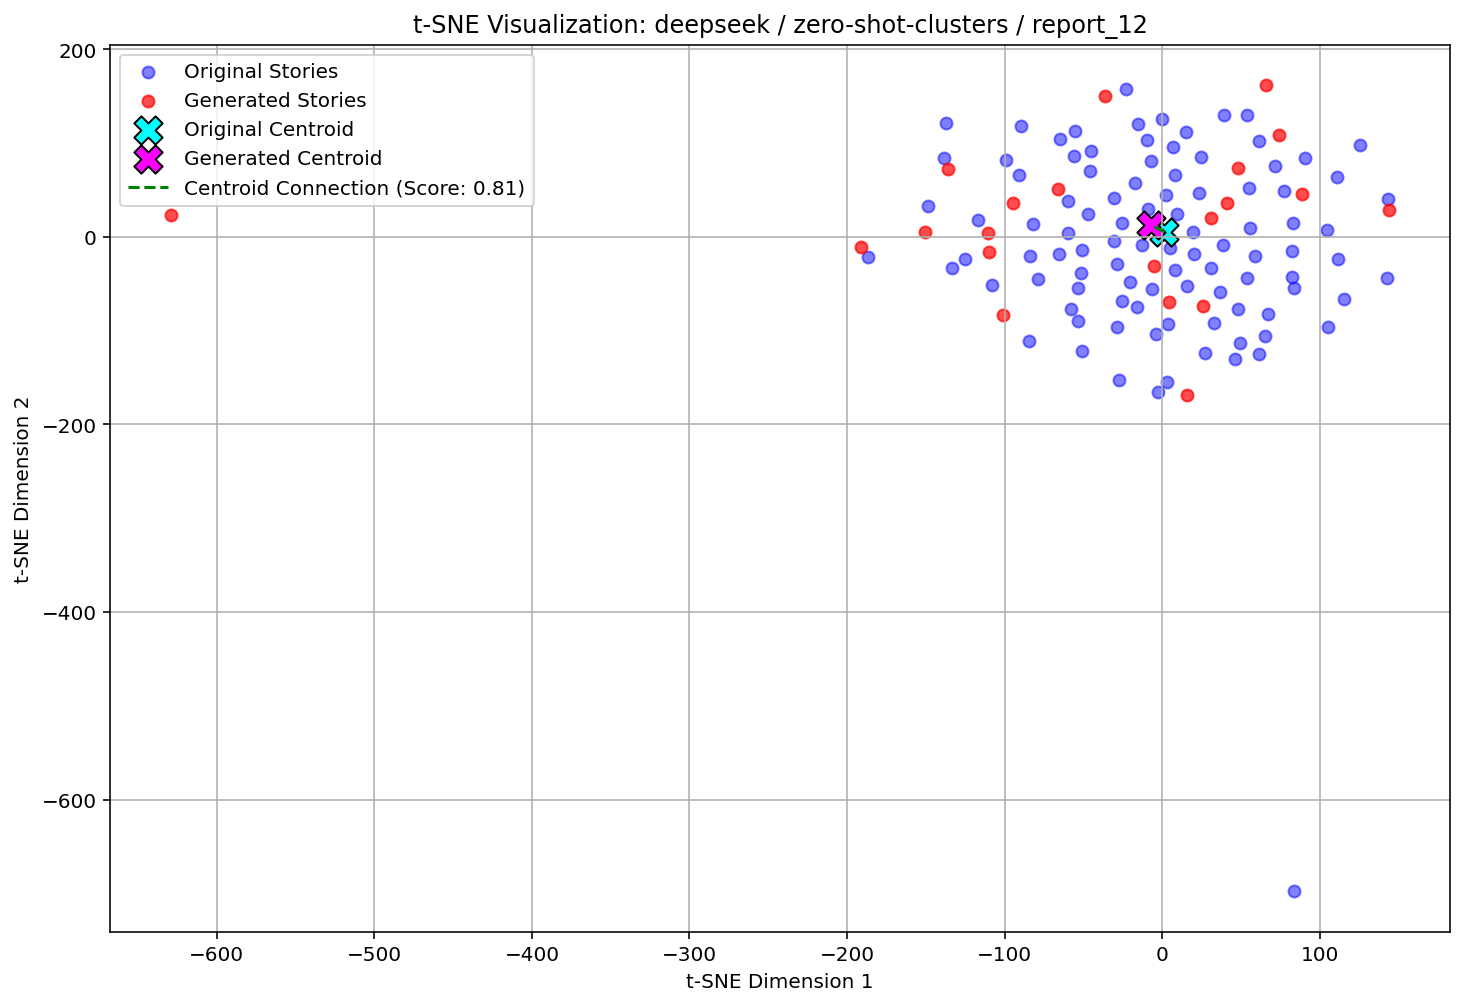 t-SNE Visualization: deepseek / zero-shot-clusters / report_12
Original Stories
Generated Stories
Original Centroid
Generated Centroid
Centroid Connection (Score: 0.81)
200
0
−200
−400
−600
t-SNE Dimension 2
−600
−500
−400
−300
−200
−100
0
100
t-SNE Dimension 1